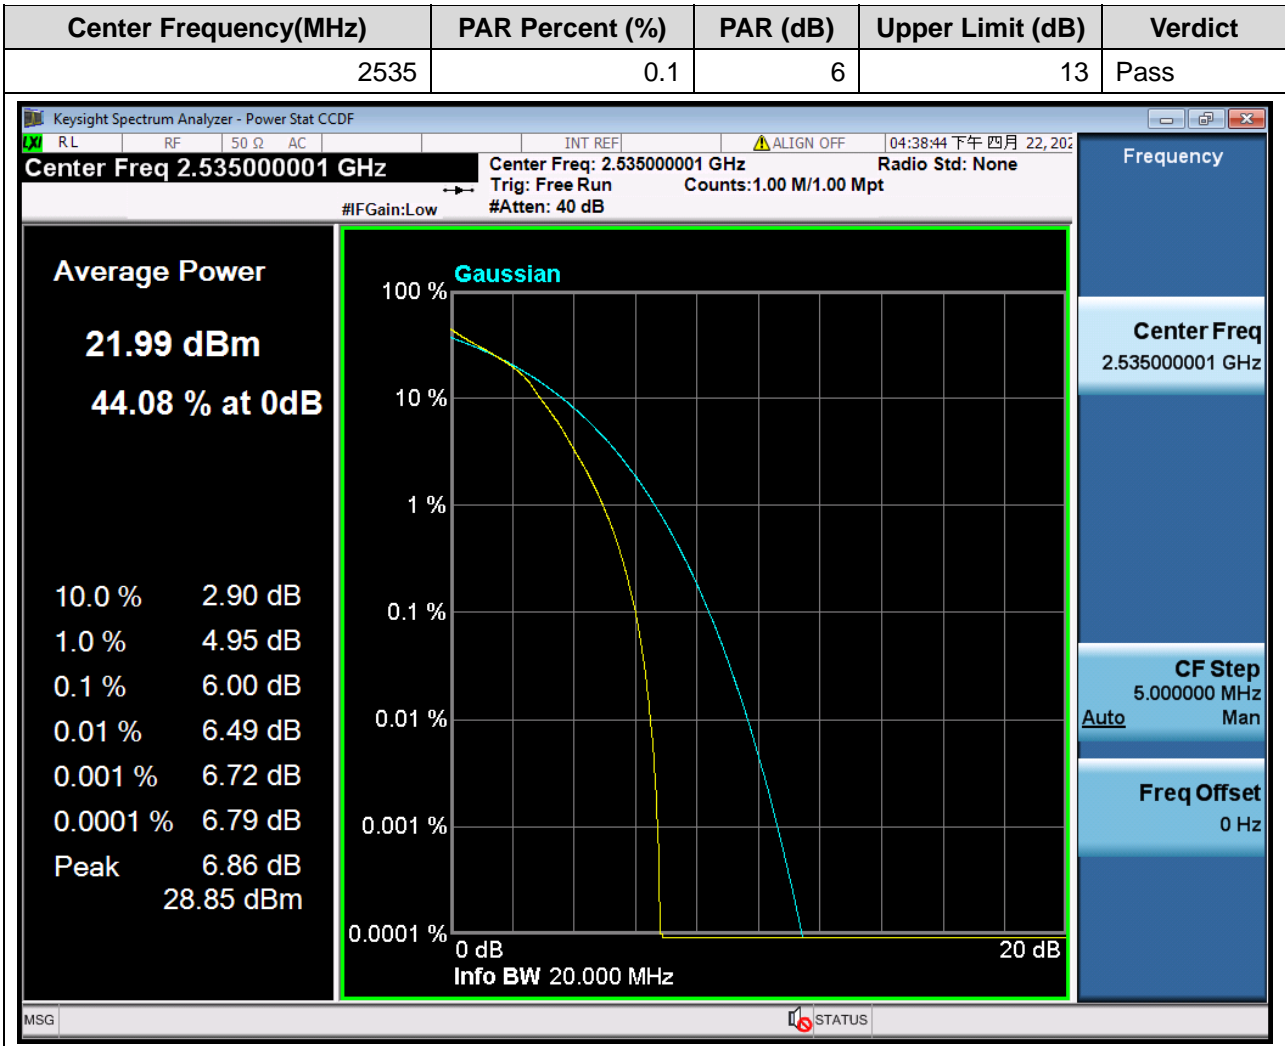 Center Frequency(MHz) PAR Percent (%) PAR (dB) Upper Limit (dB) Verdict
2535 0.1 6 13 Pass
Keysight Spectrum Analyzer - Power Stat CCDF
LXI RL RF 50 Ω AC INT REF ALIGN OFF 04:38:44 下午 四月 22, 202
Center Freq 2.535000001 GHz
Center Freq: 2.535000001 GHz Radio Std: None
Trig: Free Run Counts:1.00 M/1.00 Mpt
#IFGain:Low #Atten: 40 dB
Frequency
Average Power
21.99 dBm
44.08 % at 0dB
10.0 % 2.90 dB
1.0 % 4.95 dB
0.1 % 6.00 dB
0.01 % 6.49 dB
0.001 % 6.72 dB
0.0001 % 6.79 dB
Peak 6.86 dB
28.85 dBm
Gaussian
100 %
10 %
1 %
0.1 %
0.01 %
0.001 %
0.0001 %
0 dB 20 dB
Info BW 20.000 MHz
Center Freq
2.535000001 GHz
CF Step
5.000000 MHz
Auto Man
Freq Offset
0 Hz
MSG STATUS